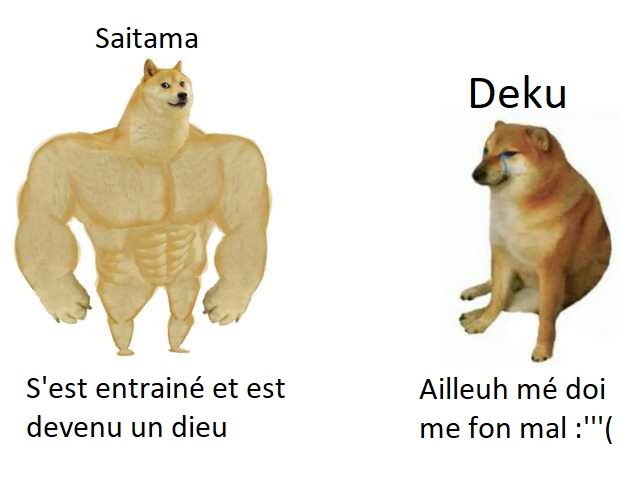 Saitama
Deku
S'est entrainé et est
devenu un dieu
Ailleuh mé doi
me fon mal :'''(